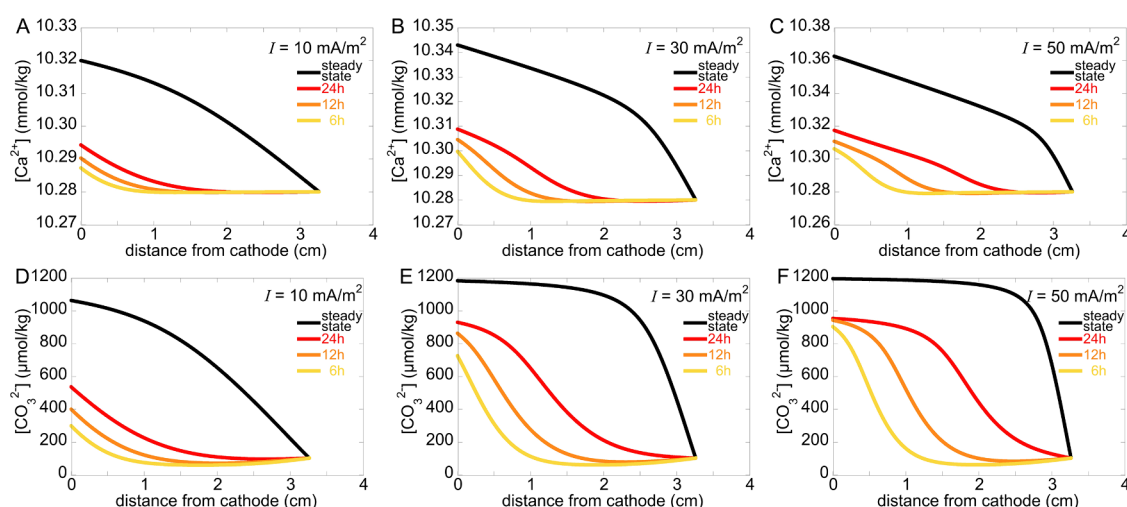 A
I = 10 mA/m²
steady
state
24h
12h
6h
10.33
10.32
10.31
10.30
10.29
10.28
10.27
[Ca²⁺] (mmol/kg)
0 1 2 3 4
distance from cathode (cm)
B
I = 30 mA/m²
steady
state
24h
12h
6h
10.35
10.34
10.33
10.32
10.31
10.30
10.29
10.28
10.27
[Ca²⁺] (mmol/kg)
0 1 2 3 4
distance from cathode (cm)
C
I = 50 mA/m²
steady
state
24h
12h
6h
10.38
10.36
10.34
10.32
10.30
10.28
10.26
[Ca²⁺] (mmol/kg)
0 1 2 3 4
distance from cathode (cm)
D
I = 10 mA/m²
steady
state
24h
12h
6h
1200
1000
800
600
400
200
0
[CO₃²⁻] (μmol/kg)
0 1 2 3 4
distance from cathode (cm)
E
I = 30 mA/m²
steady
state
24h
12h
6h
1200
1000
800
600
400
200
0
[CO₃²⁻] (μmol/kg)
0 1 2 3 4
distance from cathode (cm)
F
I = 50 mA/m²
steady
state
24h
12h
6h
1200
1000
800
600
400
200
0
[CO₃²⁻] (μmol/kg)
0 1 2 3 4
distance from cathode (cm)